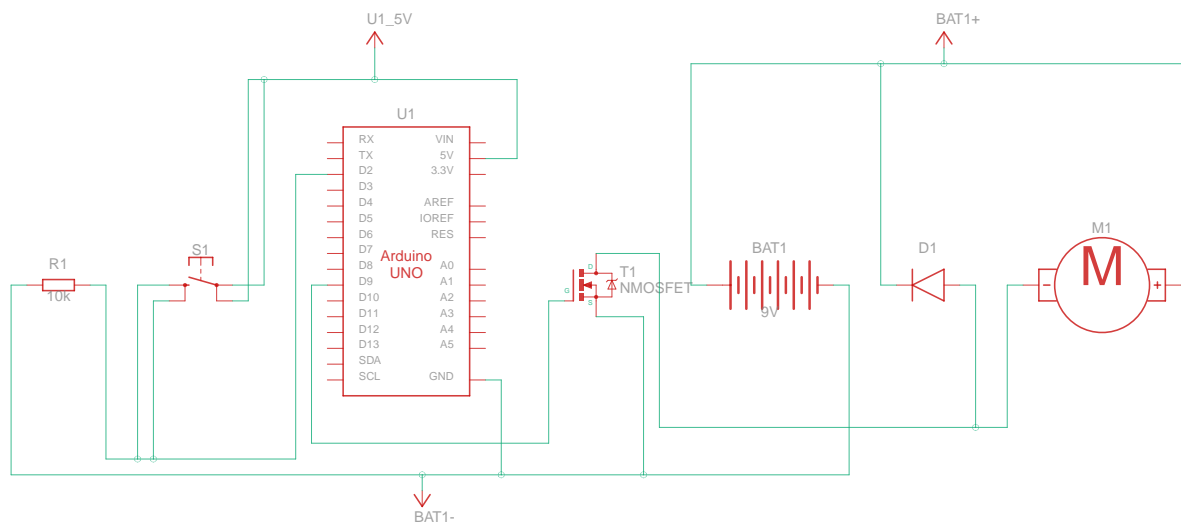 U1_5V
BAT1+
U1
RX VIN
TX 5V
D2 3.3V
D3
D4 AREF
D5 IOREF
D6 RES
D7
D8 A0
D9 A1
D10 A2
D11 A3
D12 A4
D13 A5
SDA
SCL GND
Arduino
UNO
S1
R1
10k
D
G
S
T1
NMOSFET
BAT1
9V
D1
M1
M
-
+
BAT1-